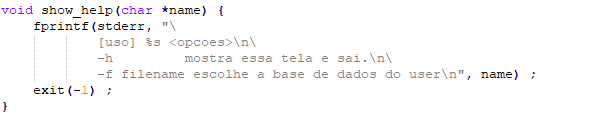 void show_help(char *name) {
    fprintf(stderr, "\
            [uso] %s <opcoes>\n\
            -h         mostra essa tela e sai.\n\
            -f filename escolhe a base de dados do user\n", name) ;
    exit(-1) ;
}